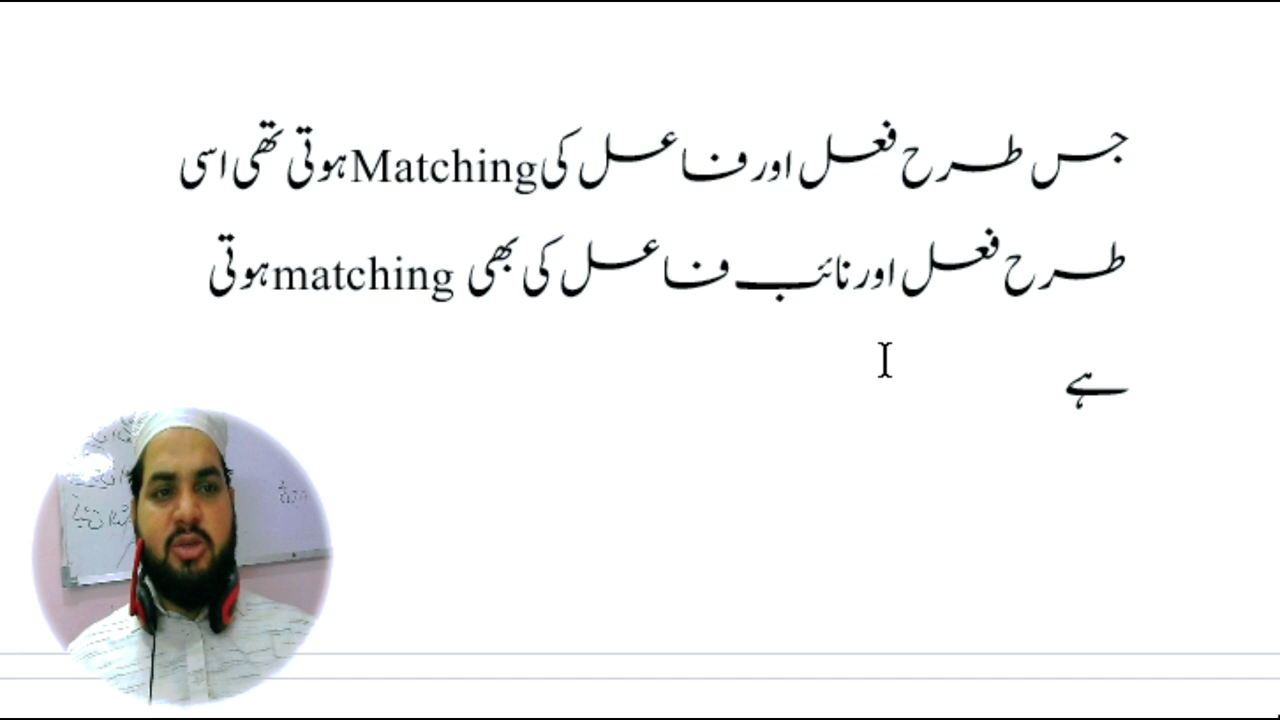 جس طرح فعل اور فاعل کی Matching ہوتی تھی اسی
طرح فعل اور نائب فاعل کی بھی matching ہوتی
ہے